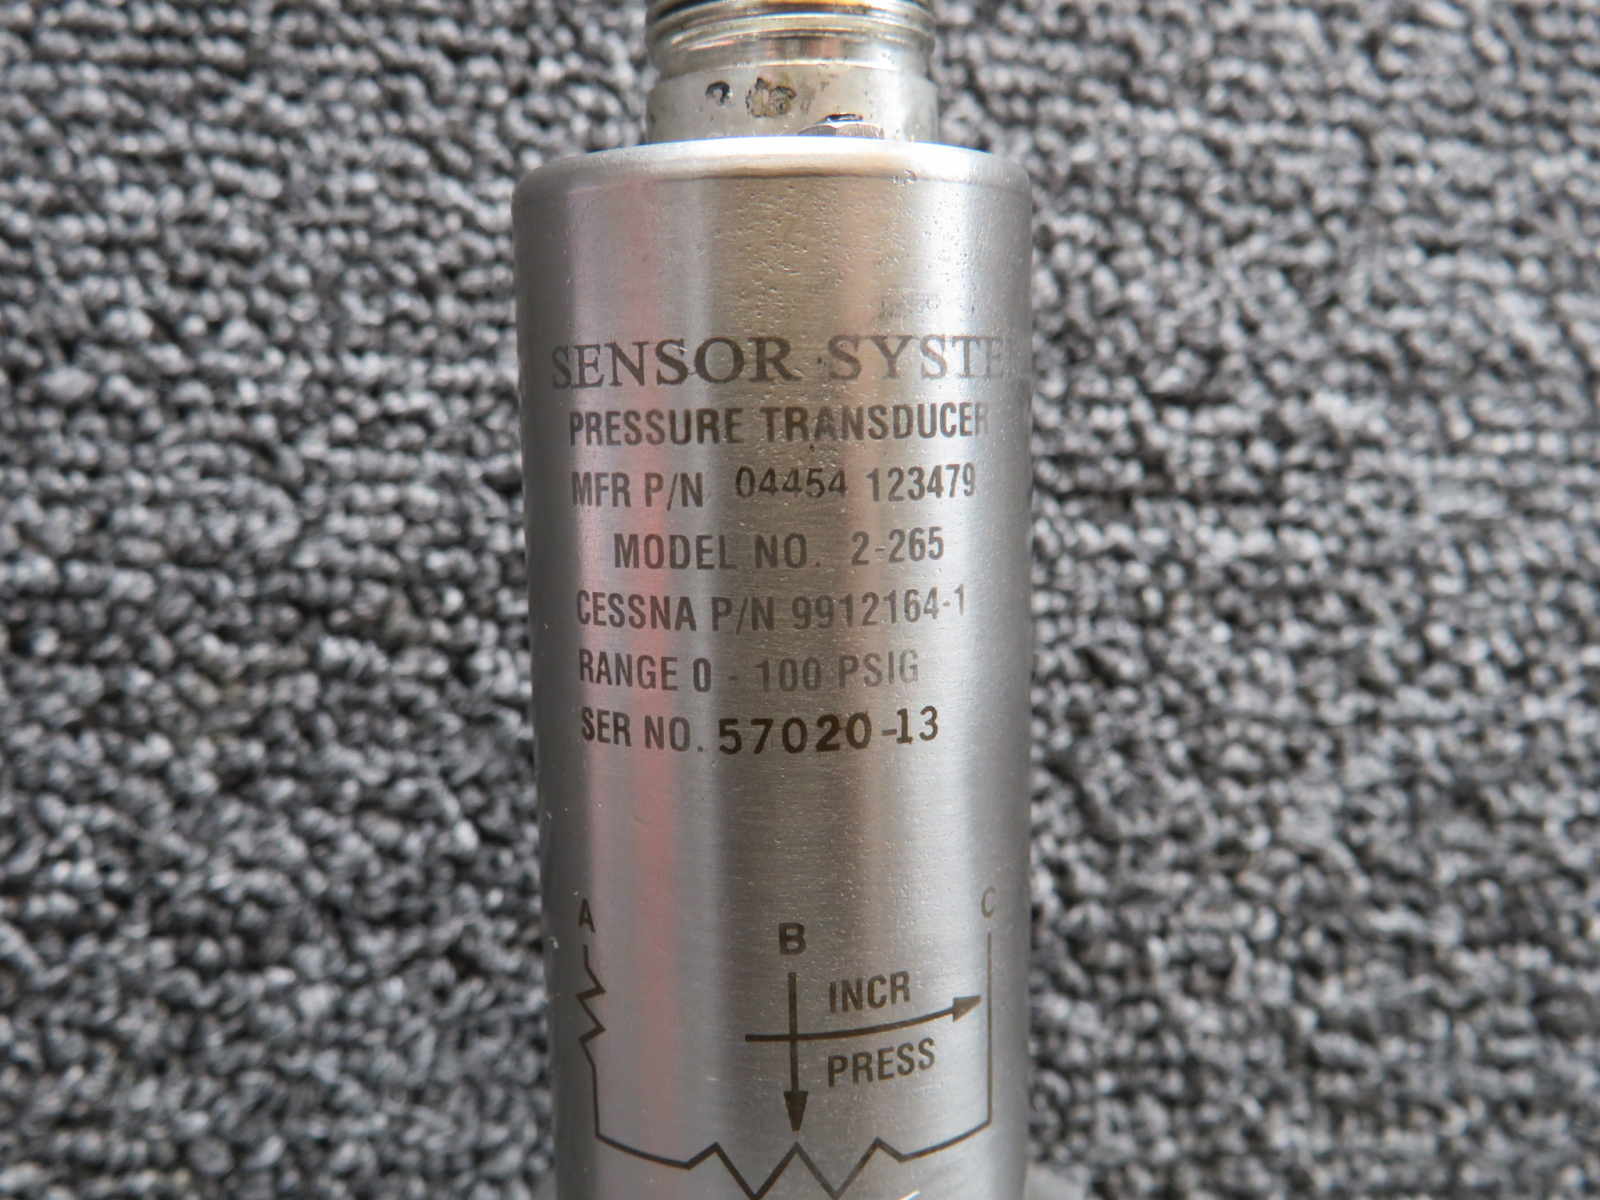 SENSOR SYSTE
PRESSURE TRANSDUCER
MFR P/N 04454 123479
MODEL NO. 2-265
CESSNA P/N 9912164-1
RANGE 0 - 100 PSIG
SER NO. 57020-13
A
B
C
INCR
PRESS